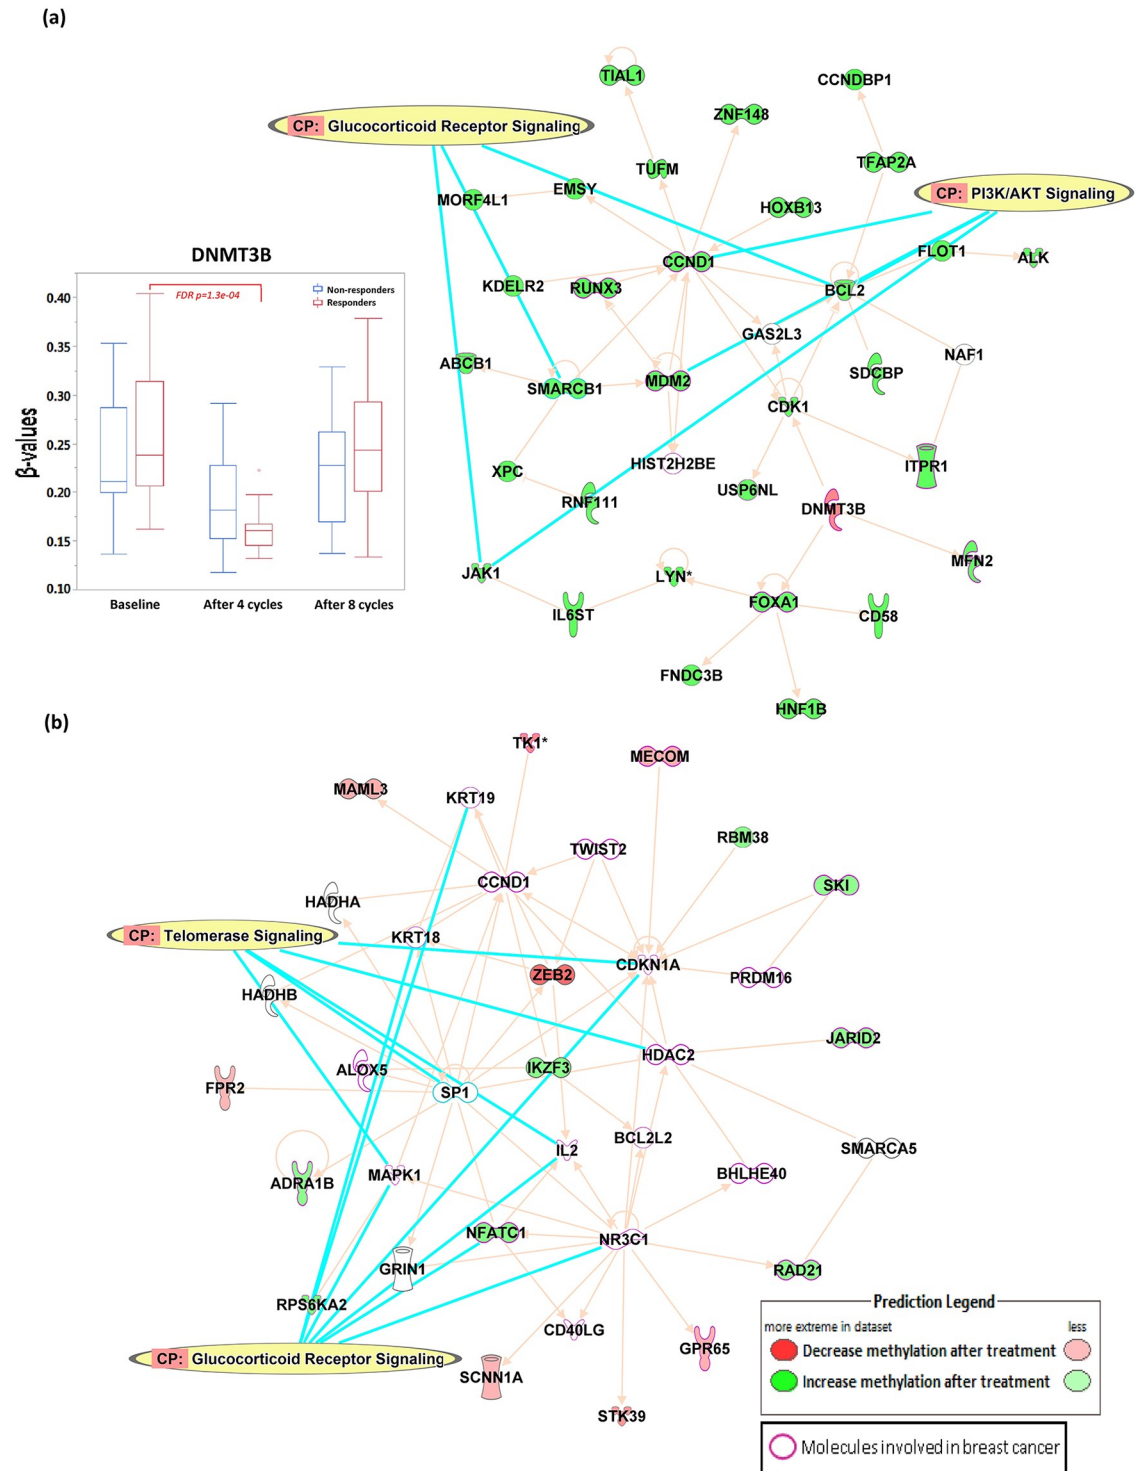 (a)
TIAL1
CCNDBP1
ZNF148
CP: Glucocorticoid Receptor Signaling
TUFM
TFAP2A
EMSY
MORF4L1
CP: PI3K/AKT Signaling
HOXB13
DNMT3B
CCND1
FLOT1
ALK
KDELR2
RUNX3
BCL2
Non-responders
Responders
FDR p=1.3e-04
0.40
0.35
0.30
0.25
0.20
0.15
0.10
β-values
Baseline
After 4 cycles
After 8 cycles
GAS2L3
NAF1
ABCB1
SMARCB1
MDM2
SDCBP
CDK1
XPC
HIST2H2BE
ITPR1
RNF111
USP6NL
DNMT3B
MFN2
JAK1
LYN*
IL6ST
FOXA1
CD58
FNDC3B
HNF1B
(b)
TK1*
MECOM
MAML3
KRT19
TWIST2
RBM38
CCND1
SKI
HADHA
CP: Telomerase Signaling
KRT18
ZEB2
CDKN1A
PRDM16
HADHB
JARID2
HDAC2
ALOX5
IKZF3
FPR2
SP1
BCL2L2
IL2
SMARCA5
ADRA1B
MAPK1
BHLHE40
NFATC1
NR3C1
GRIN1
RAD21
RPS6KA2
CD40LG
GPR65
CP: Glucocorticoid Receptor Signaling
SCNN1A
STK39
Prediction Legend
more extreme in dataset less
Decrease methylation after treatment
Increase methylation after treatment
Molecules involved in breast cancer